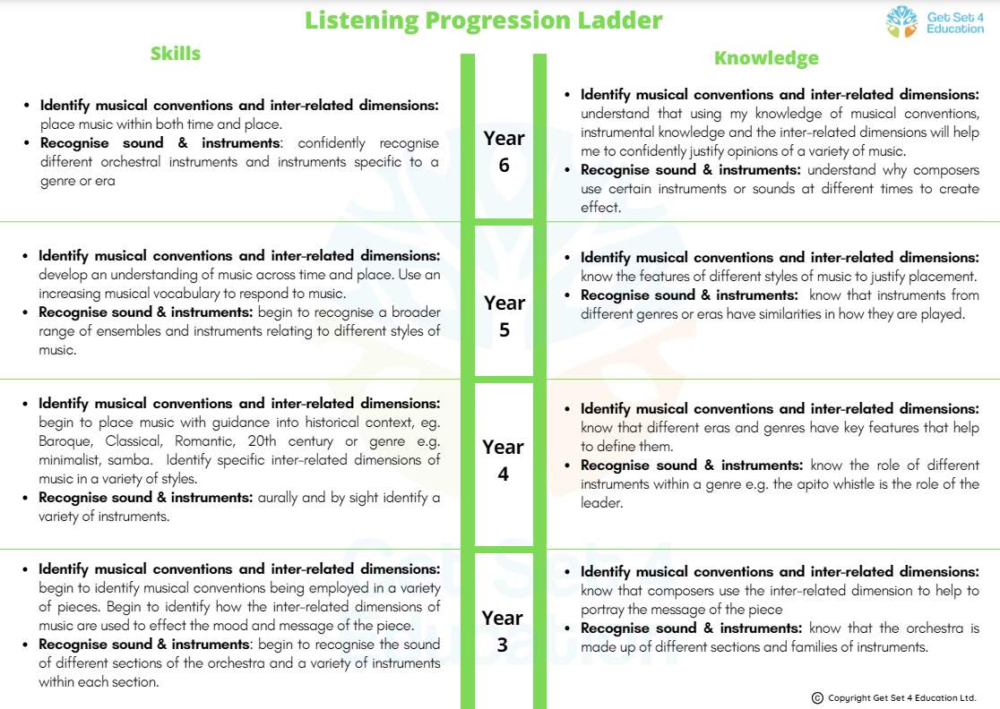 Listening Progression Ladder
Get Set 4
Education
Skills
Knowledge
• Identify musical conventions and inter-related dimensions:
place music within both time and place.
• Recognise sound & instruments: confidently recognise
different orchestral instruments and instruments specific to a
genre or era
Year
6
• Identify musical conventions and inter-related dimensions:
understand that using my knowledge of musical conventions,
instrumental knowledge and the inter-related dimensions will help
me to confidently justify opinions of a variety of music.
• Recognise sound & instruments: understand why composers
use certain instruments or sounds at different times to create
effect.
• Identify musical conventions and inter-related dimensions:
develop an understanding of music across time and place. Use an
increasing musical vocabulary to respond to music.
• Recognise sound & instruments: begin to recognise a broader
range of ensembles and instruments relating to different styles of
music.
Year
5
• Identify musical conventions and inter-related dimensions:
know the features of different styles of music to justify placement.
• Recognise sound & instruments: know that instruments from
different genres or eras have similarities in how they are played.
• Identify musical conventions and inter-related dimensions:
begin to place music with guidance into historical context, eg.
Baroque, Classical, Romantic, 20th century or genre e.g.
minimalist, samba. Identify specific inter-related dimensions of
music in a variety of styles.
• Recognise sound & instruments: aurally and by sight identify a
variety of instruments.
Year
4
• Identify musical conventions and inter-related dimensions:
know that different eras and genres have key features that help
to define them.
• Recognise sound & instruments: know the role of different
instruments within a genre e.g. the apito whistle is the role of the
leader.
• Identify musical conventions and inter-related dimensions:
begin to identify musical conventions being employed in a variety
of pieces. Begin to identify how the inter-related dimensions of
music are used to effect the mood and message of the piece.
• Recognise sound & instruments: begin to recognise the sound
of different sections of the orchestra and a variety of instruments
within each section.
Year
3
• Identify musical conventions and inter-related dimensions:
know that composers use the inter-related dimension to help to
portray the message of the piece
• Recognise sound & instruments: know that the orchestra is
made up of different sections and families of instruments.
Get Set 4
Education
© Copyright Get Set 4 Education Ltd.